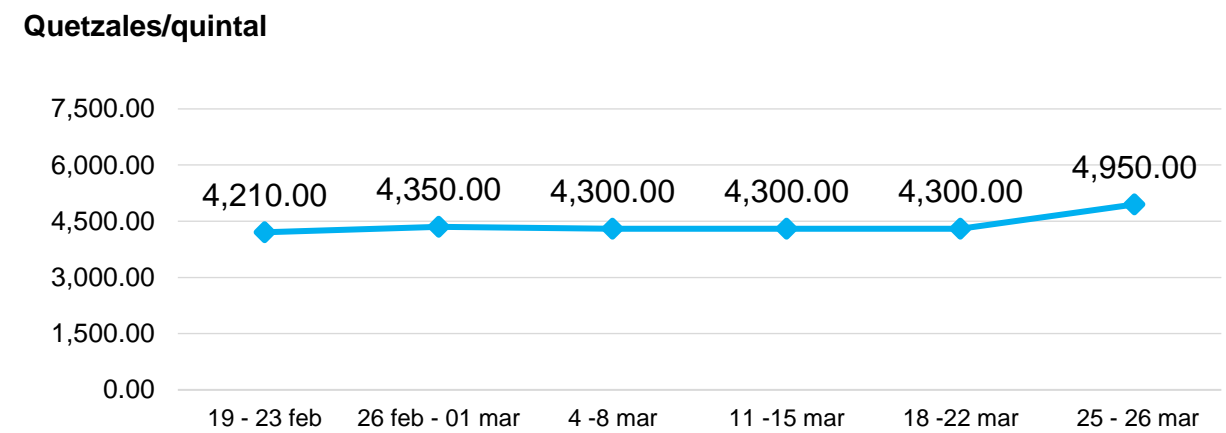 Quetzales/quintal
7,500.00
6,000.00
4,500.00
3,000.00
1,500.00
0.00
4,210.00 4,350.00 4,300.00 4,300.00 4,300.00 4,950.00
19 - 23 feb 26 feb - 01 mar 4 -8 mar 11 -15 mar 18 -22 mar 25 - 26 mar